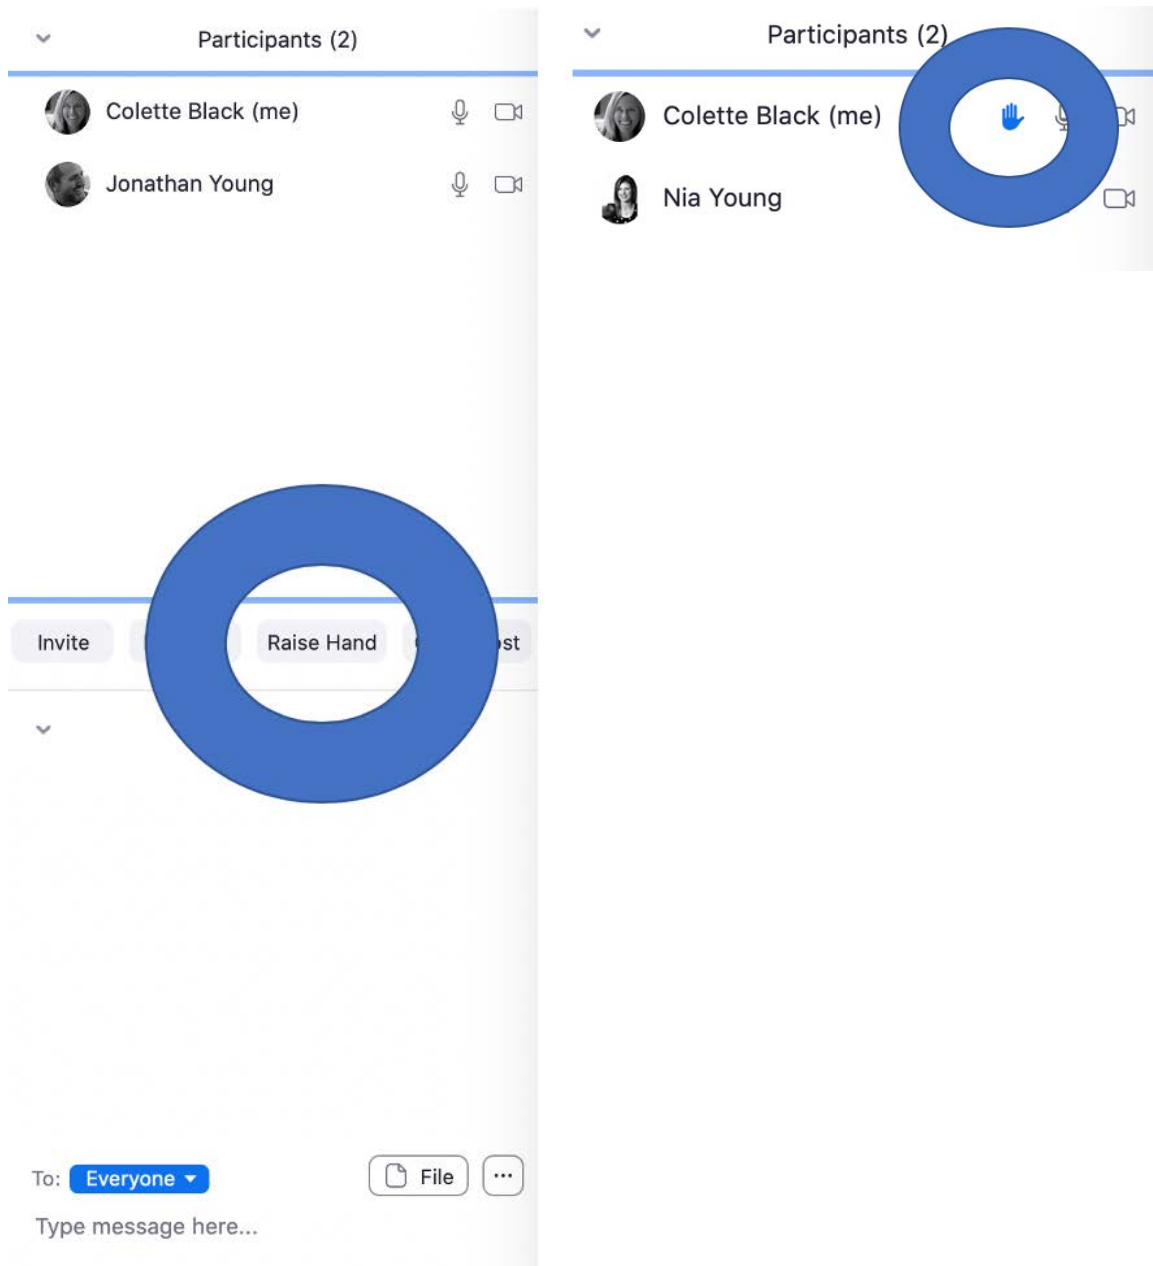 Participants (2)
Colette Black (me)
Jonathan Young
Invite
Raise Hand
To: Everyone
File
Type message here...
Participants (2)
Colette Black (me)
Nia Young